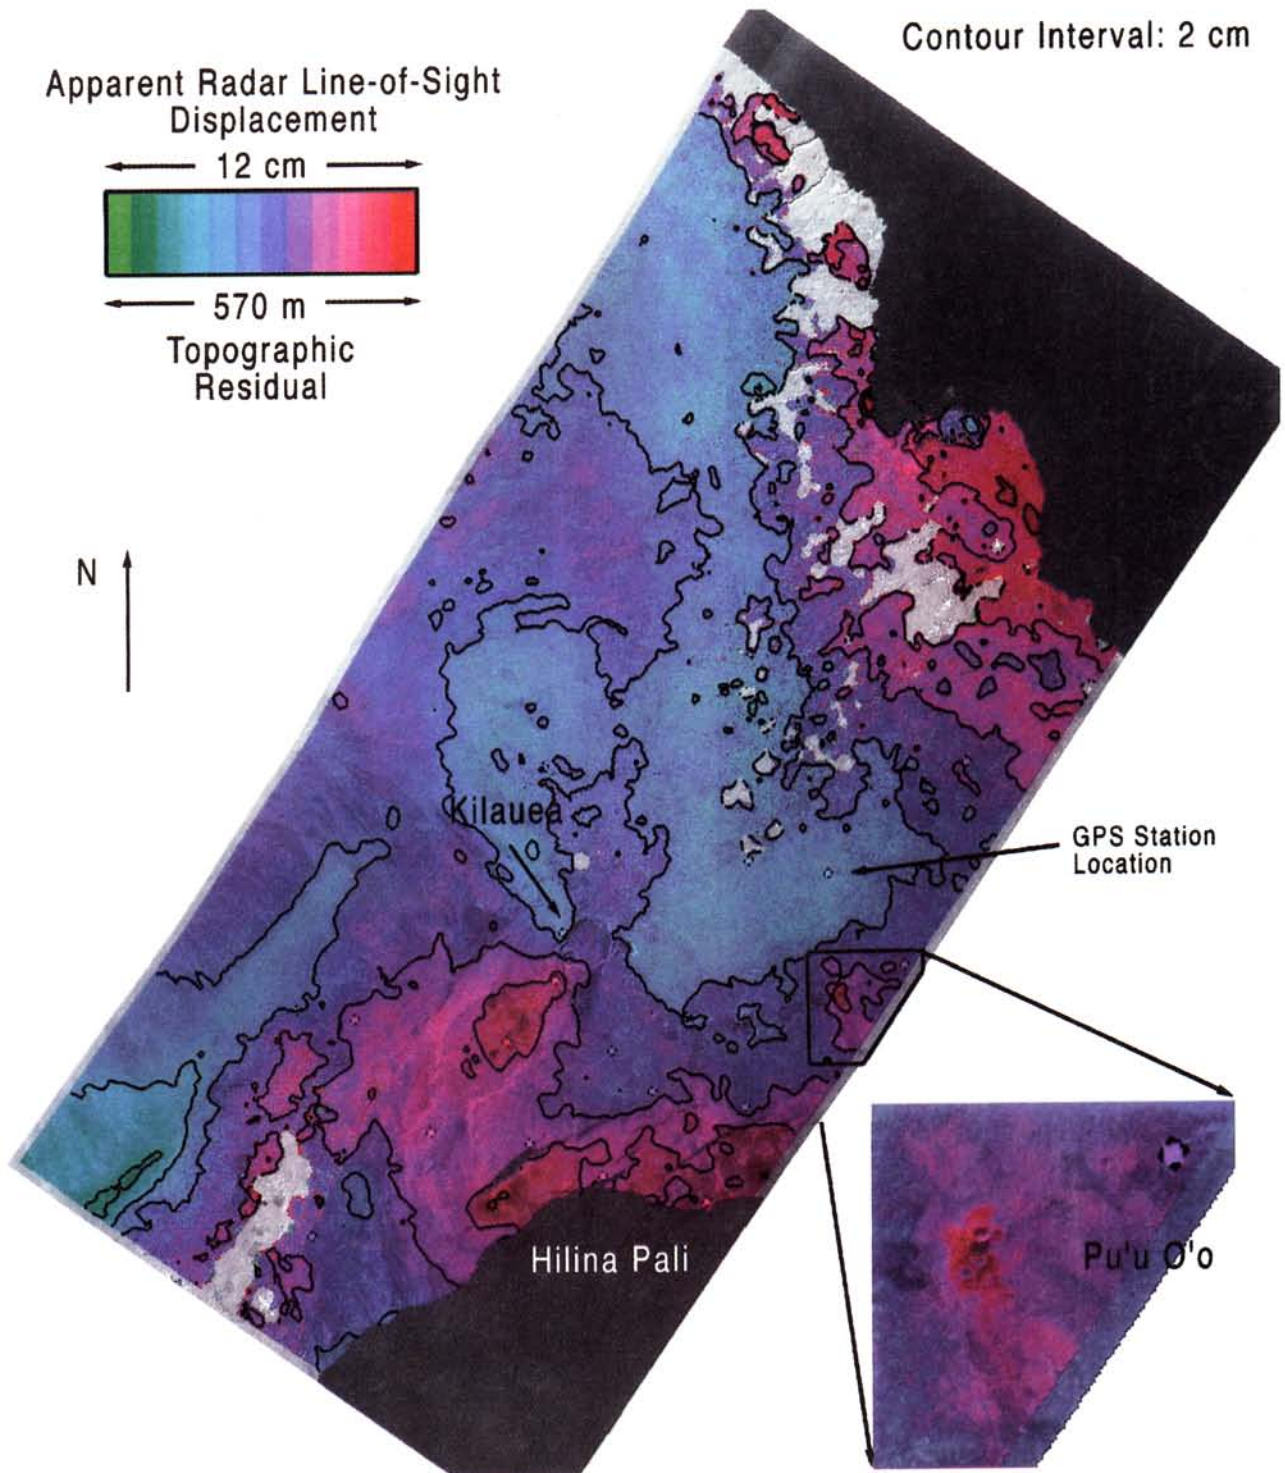 Contour Interval: 2 cm
Apparent Radar Line-of-Sight
Displacement
12 cm
570 m
Topographic
Residual
N
Kilauea
GPS Station
Location
Hilina Pali
Pu'u O'o